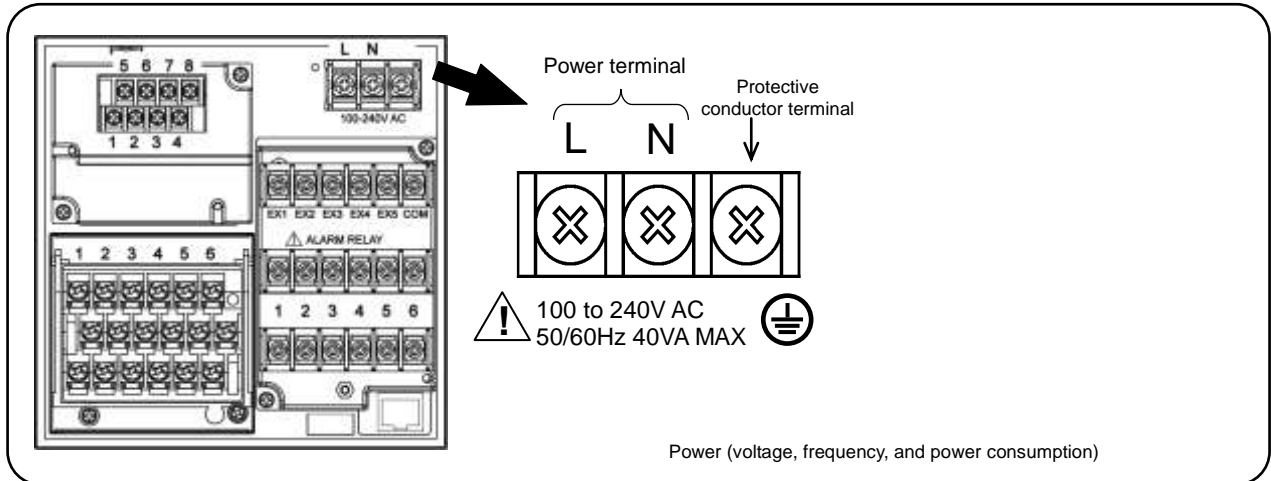 5 6 7 8
1 2 3 4
L N
100-240V AC
EX1 EX2 EX3 EX4 EX5 COM
ALARM RELAY
1 2 3 4 5 6
1 2 3 4 5 6
Power terminal
Protective
conductor terminal
L N
100 to 240V AC
50/60Hz 40VA MAX
Power (voltage, frequency, and power consumption)